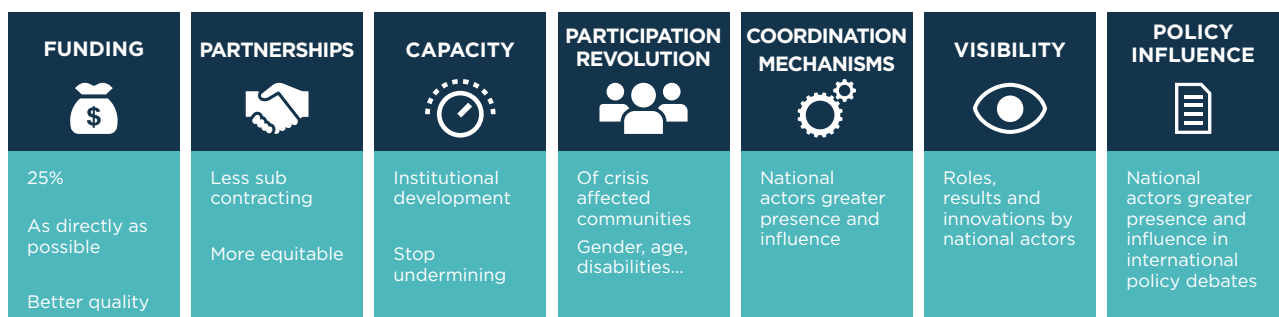 FUNDING
$
25%
As directly as
possible
Better quality
PARTNERSHIPS
Less sub
contracting
More equitable
CAPACITY
Institutional
development
Stop
undermining
PARTICIPATION
REVOLUTION
Of crisis
affected
communities
Gender, age,
disabilities...
COORDINATION
MECHANISMS
National
actors greater
presence and
influence
VISIBILITY
Roles,
results and
innovations by
national actors
POLICY
INFLUENCE
National
actors greater
presence and
influence in
international
policy debates